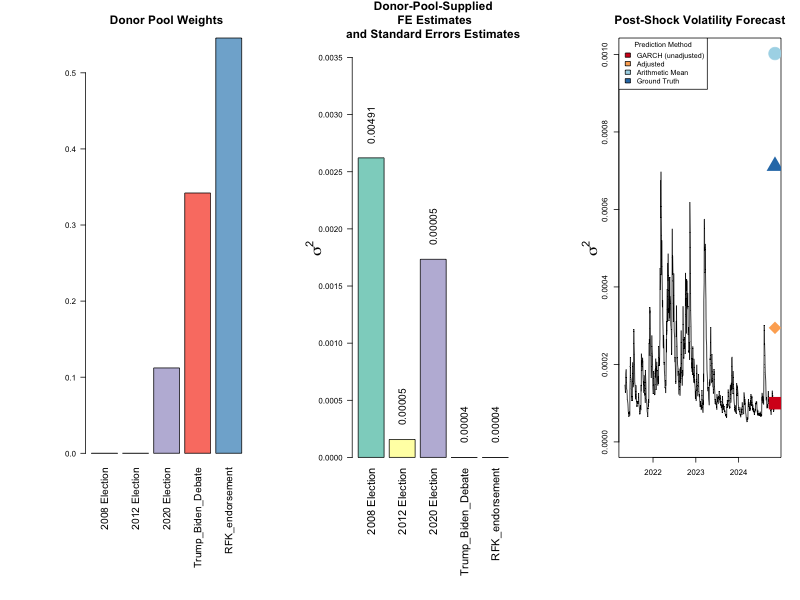 Donor Pool Weights
0.5
0.4
0.3
0.2
0.1
0.0
2008 Election
2012 Election
2020 Election
Trump_Biden_Debate
RFK_endorsement
Donor-Pool-Supplied
FE Estimates
and Standard Errors Estimates
σ2
0.0035
0.0030
0.0025
0.0020
0.0015
0.0010
0.0005
0.0000
0.00491
0.00005
0.00005
0.00004
0.00004
2008 Election
2012 Election
2020 Election
Trump_Biden_Debate
RFK_endorsement
Post-Shock Volatility Forecast
σ2
0.0010
0.0008
0.0006
0.0004
0.0002
0.0000
Prediction Method
GARCH (unadjusted)
Adjusted
Arithmetic Mean
Ground Truth
2022
2023
2024